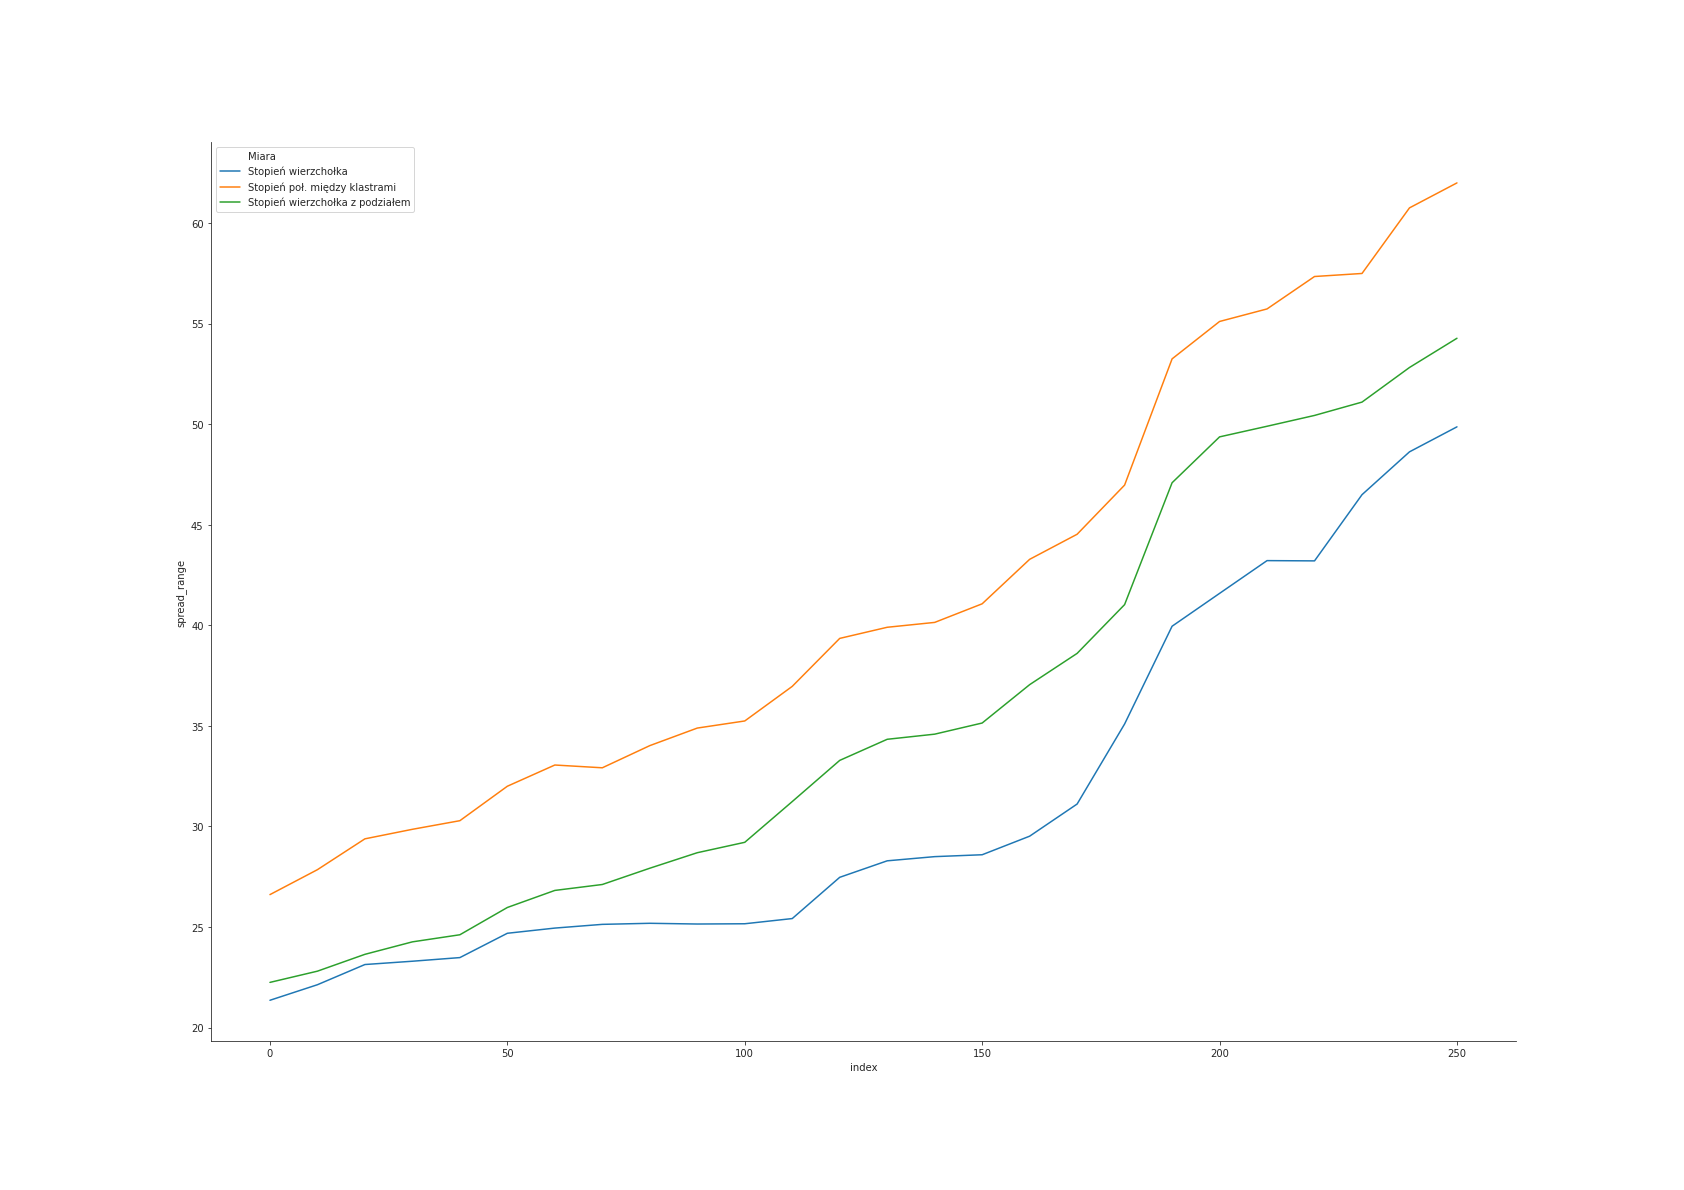 Miara
Stopień wierzchołka
Stopień poł. między klastrami
Stopień wierzchołka z podziałem
60
55
50
45
40
35
30
25
20
spread_range
0 50 100 150 200 250
index